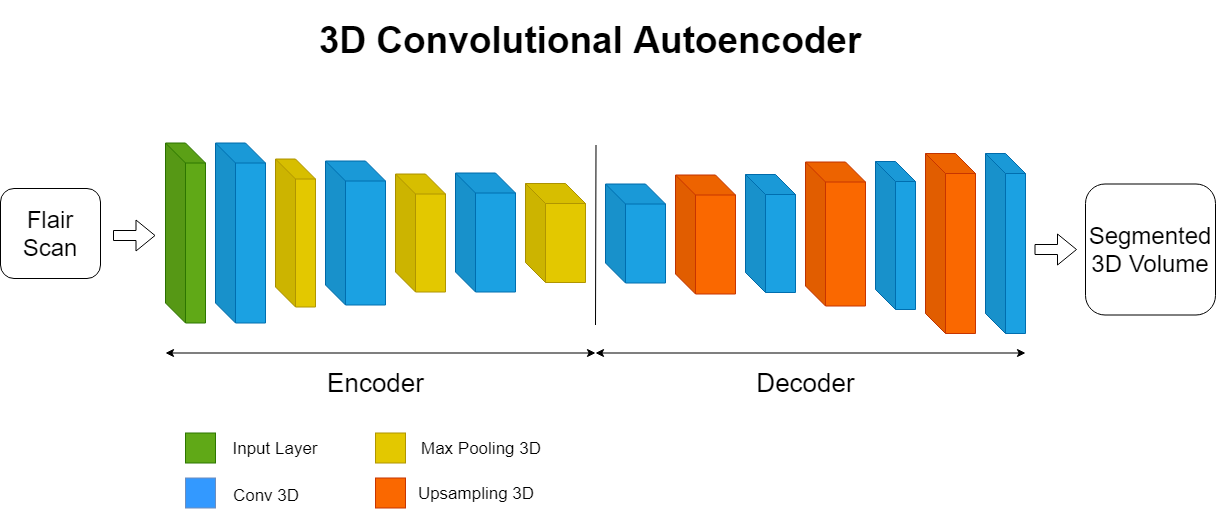 3D Convolutional Autoencoder
Flair
Scan
Segmented
3D Volume
Encoder
Decoder
Input Layer
Max Pooling 3D
Conv 3D
Upsampling 3D